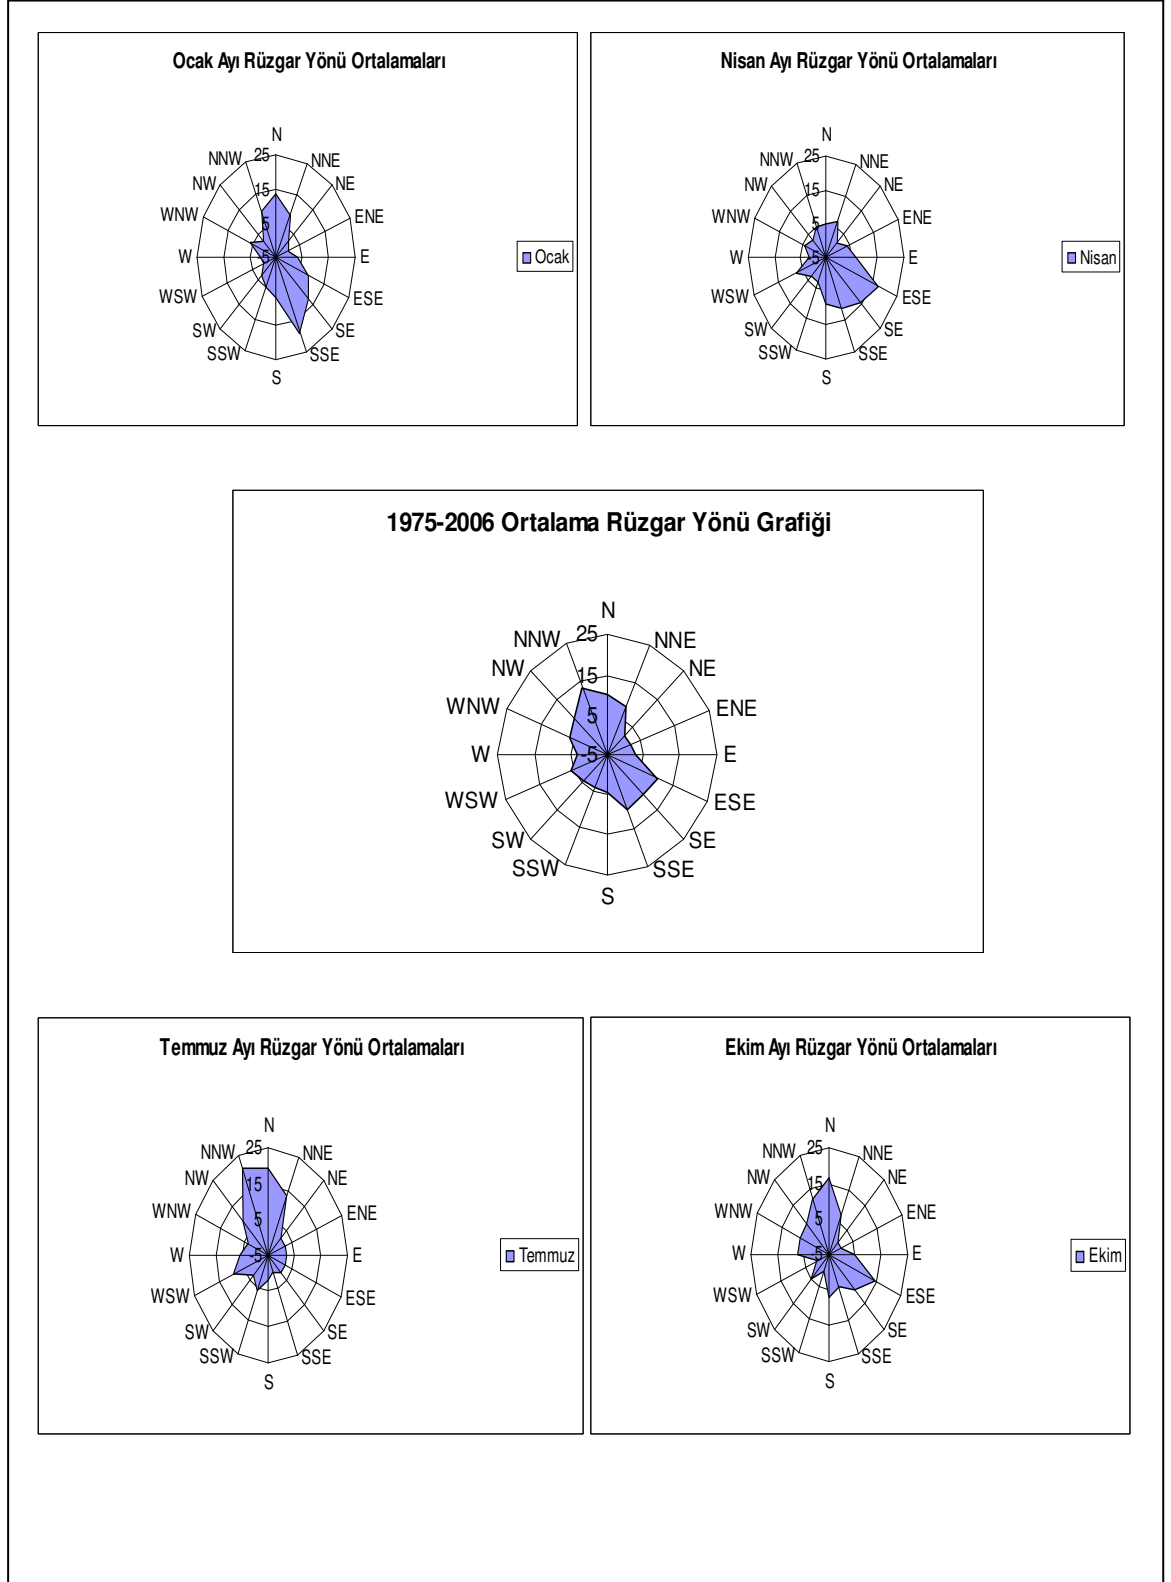 Ocak Ayı Rüzgar Yönü Ortalamaları
N
NNW 25 NNE
NW 15 NE
WNW 5 ENE
W -5 E
WSW ESE
SW SE
SSW SSE
S
Ocak
Nisan Ayı Rüzgar Yönü Ortalamaları
N
NNW 25 NNE
NW 15 NE
WNW 5 ENE
W -5 E
WSW ESE
SW SE
SSW SSE
S
Nisan
1975-2006 Ortalama Rüzgar Yönü Grafiği
N
NNW 25 NNE
NW 15 NE
WNW 5 ENE
W -5 E
WSW ESE
SW SE
SSW SSE
S
Temmuz Ayı Rüzgar Yönü Ortalamaları
N
NNW 25 NNE
NW 15 NE
WNW 5 ENE
W -5 E
WSW ESE
SW SE
SSW SSE
S
Temmuz
Ekim Ayı Rüzgar Yönü Ortalamaları
N
NNW 25 NNE
NW 15 NE
WNW 5 ENE
W -5 E
WSW ESE
SW SE
SSW SSE
S
Ekim